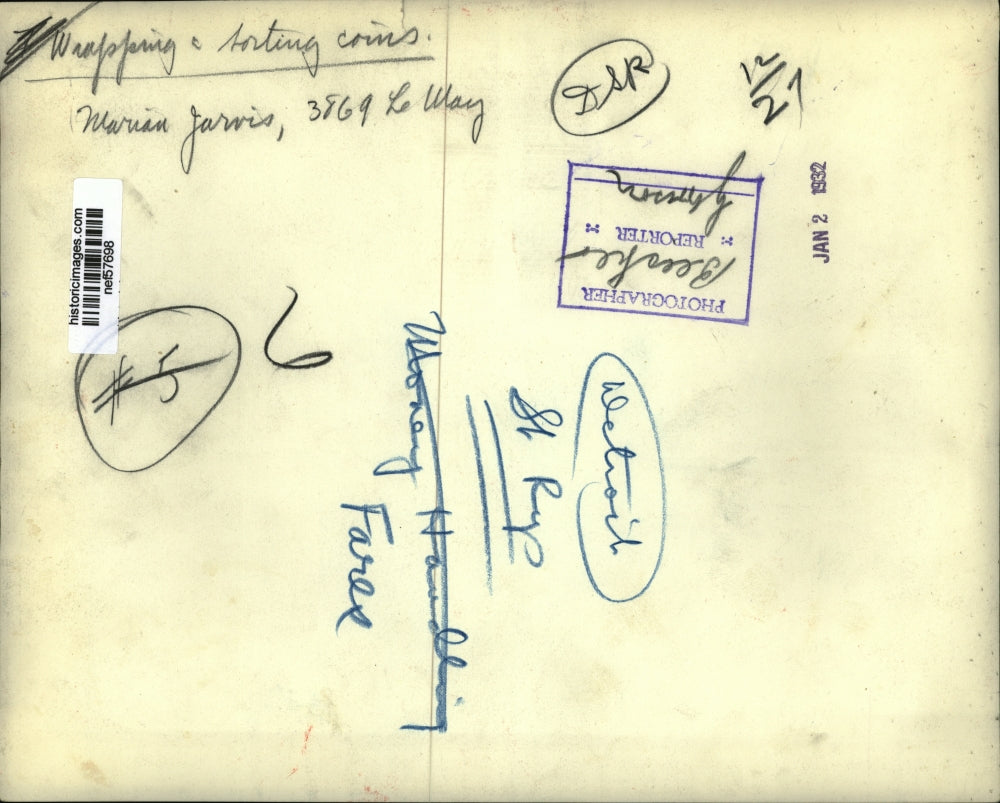 Wrapping & sorting coins.
Marian Jarvis, 3869 Le May
DSR
12/27
JAN 2 1932
PHOTOGRAPHER
REPORTER
historicimages.com
nef57698
#5
6
Detroit
St Rys
Money Handling
Fares